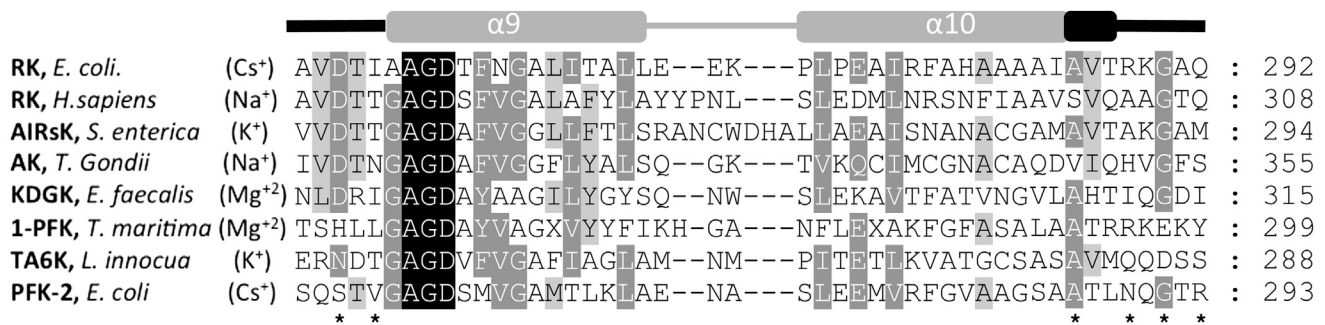 α9 α10
RK, E. coli. (Cs+) AVDTIAAGDTFNGALITALLE--EK---PLPEAIRFAHAAAAIAVTRKGAQ : 292
RK, H.sapiens (Na+) AVDTTGAGDSFVGALAFYLAYYPNL---SLEDMLNRSNFIAAVSVQAAGTQ : 308
AIRsK, S. enterica (K+) VVDTTGAGDAFVGGLLFTLSRANCWDHALLAEAISNANACGAMAVTAKGAM : 294
AK, T. Gondii (Na+) IVDTNGAGDAFVGGFLYALSQ--GK---TVKQCIMCGNACAQDVIQHVGFS : 355
KDGK, E. faecalis (Mg+2) NLDRIGAGDAYAAGILYGYSQ--NW---SLEKAVTFATVNGVLAHTIQGDI : 315
1-PFK, T. maritima (Mg+2) TSHLLGAGDYVAGXVYYFIKH-GA---NFLEXAKFGFASALAATRRKEKY : 299
TA6K, L. innocua (K+) ERNDTGAGDVFVGAFIAGLAM--NM---PITETLKVATGCSASAVMQQDSS : 288
PFK-2, E. coli (Cs+) SQSTVGAGDSMVGAMTLKLAE--NA---SLEEMVRFGVAAGSAATLNQGTR : 293
* * * * * *